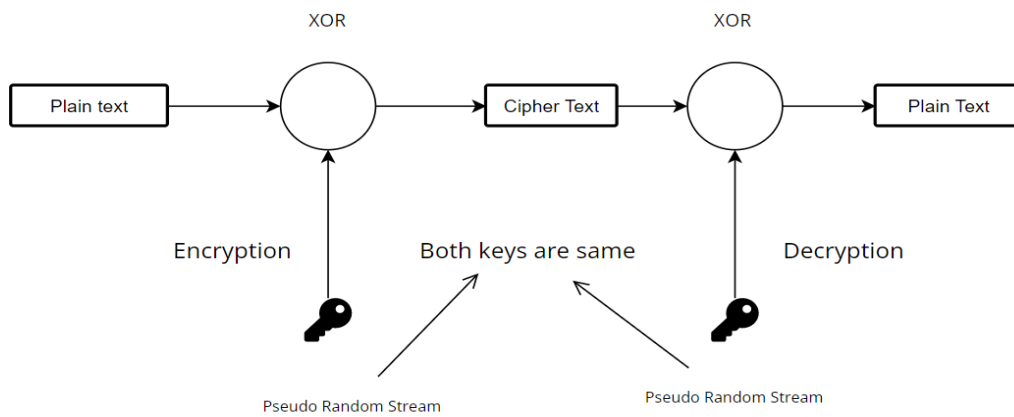 XOR
XOR
Plain text
Cipher Text
Plain Text
Encryption
Both keys are same
Decryption
Pseudo Random Stream
Pseudo Random Stream